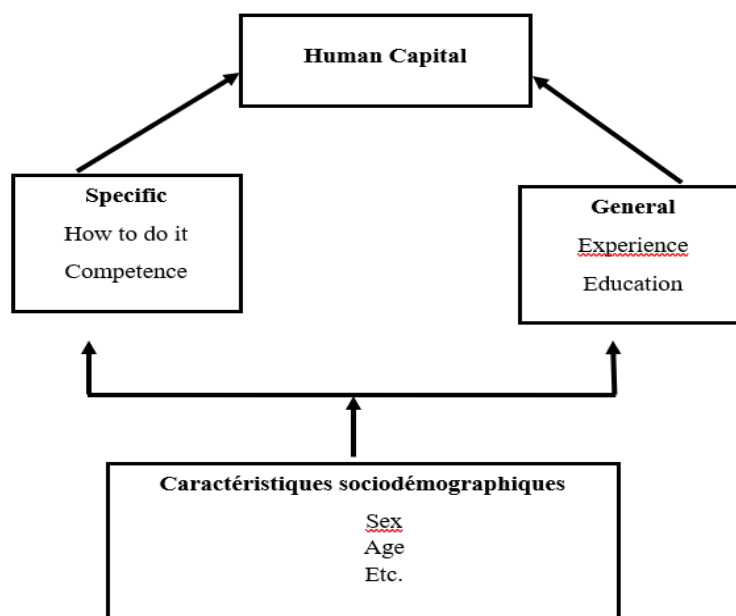 Human Capital
Specific
How to do it
Competence
General
Experience
Education
Caractéristiques sociodémographiques
Sex
Age
Etc.